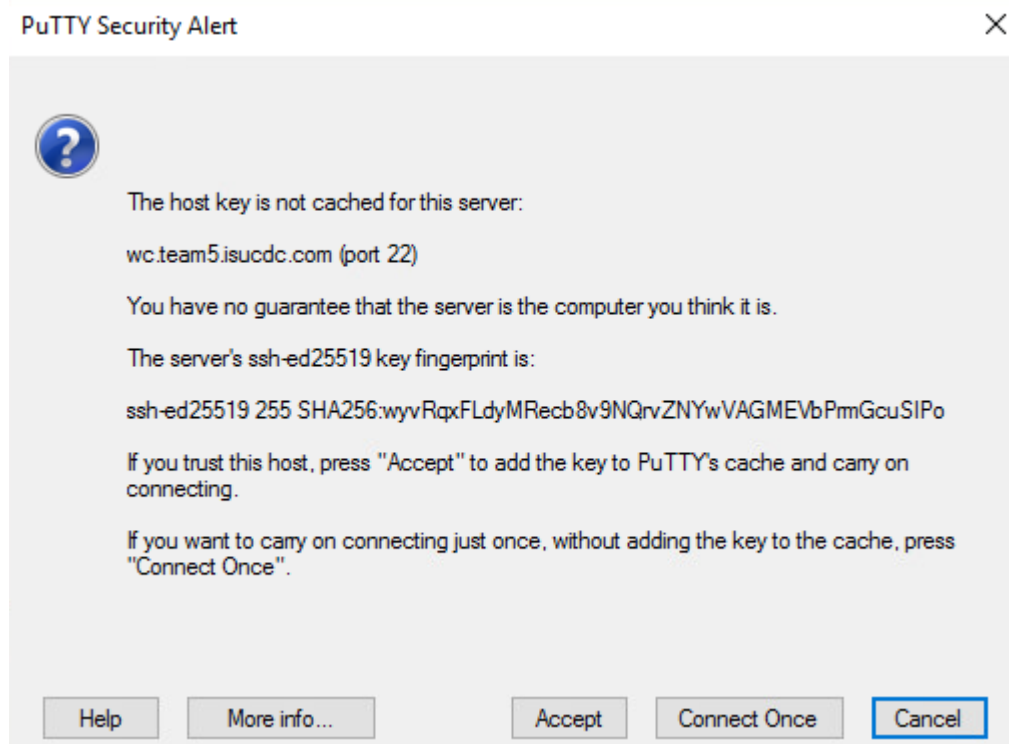 PuTTY Security Alert
The host key is not cached for this server:
wc.team5.isucdc.com (port 22)
You have no guarantee that the server is the computer you think it is.
The server's ssh-ed25519 key fingerprint is:
ssh-ed25519 255 SHA256:wyvRqxFLdyMRecb8v9NQrvZNYwVAGMEVbPrmGcuSIPo
If you trust this host, press "Accept" to add the key to PuTTY's cache and carry on
connecting.
If you want to carry on connecting just once, without adding the key to the cache, press
"Connect Once".
Help
More info...
Accept
Connect Once
Cancel